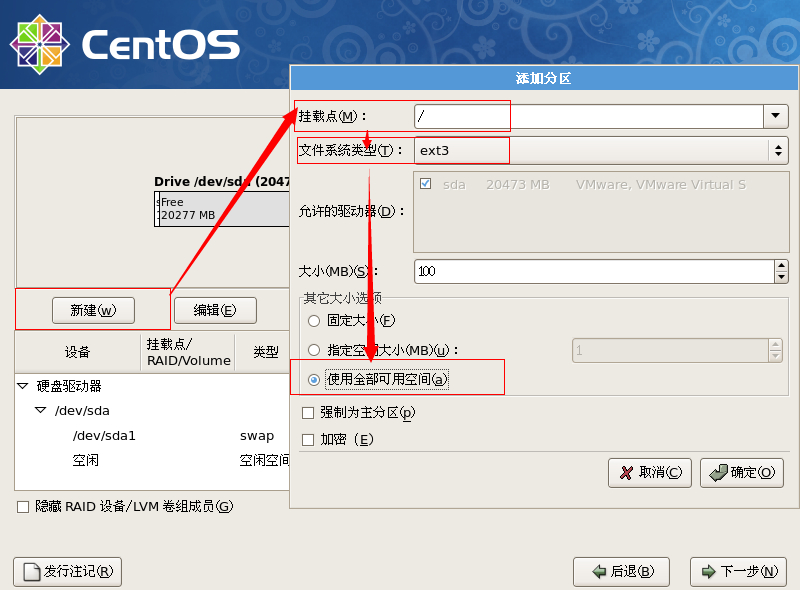 CentOS
添加分区
挂载点(M)：
/
文件系统类型(T)：
ext3
允许的驱动器(D)：
sda 20473 MB VMware, VMware Virtual S
大小(MB)(S)：
100
其它大小选项
固定大小(F)
指定空间大小(MB)(u)：
1
使用全部可用空间(a)
强制为主分区(p)
加密（E)
取消(C)
确定(O)
Drive /dev/sda (2047
Free
20277 MB
新建(w)
编辑(E)
设备
挂载点/
RAID/Volume
类型
硬盘驱动器
/dev/sda
/dev/sda1 swap
空闲 空闲空间
隐藏 RAID 设备/LVM 卷组成员(G)
发行注记(R)
后退(B)
下一步(N)